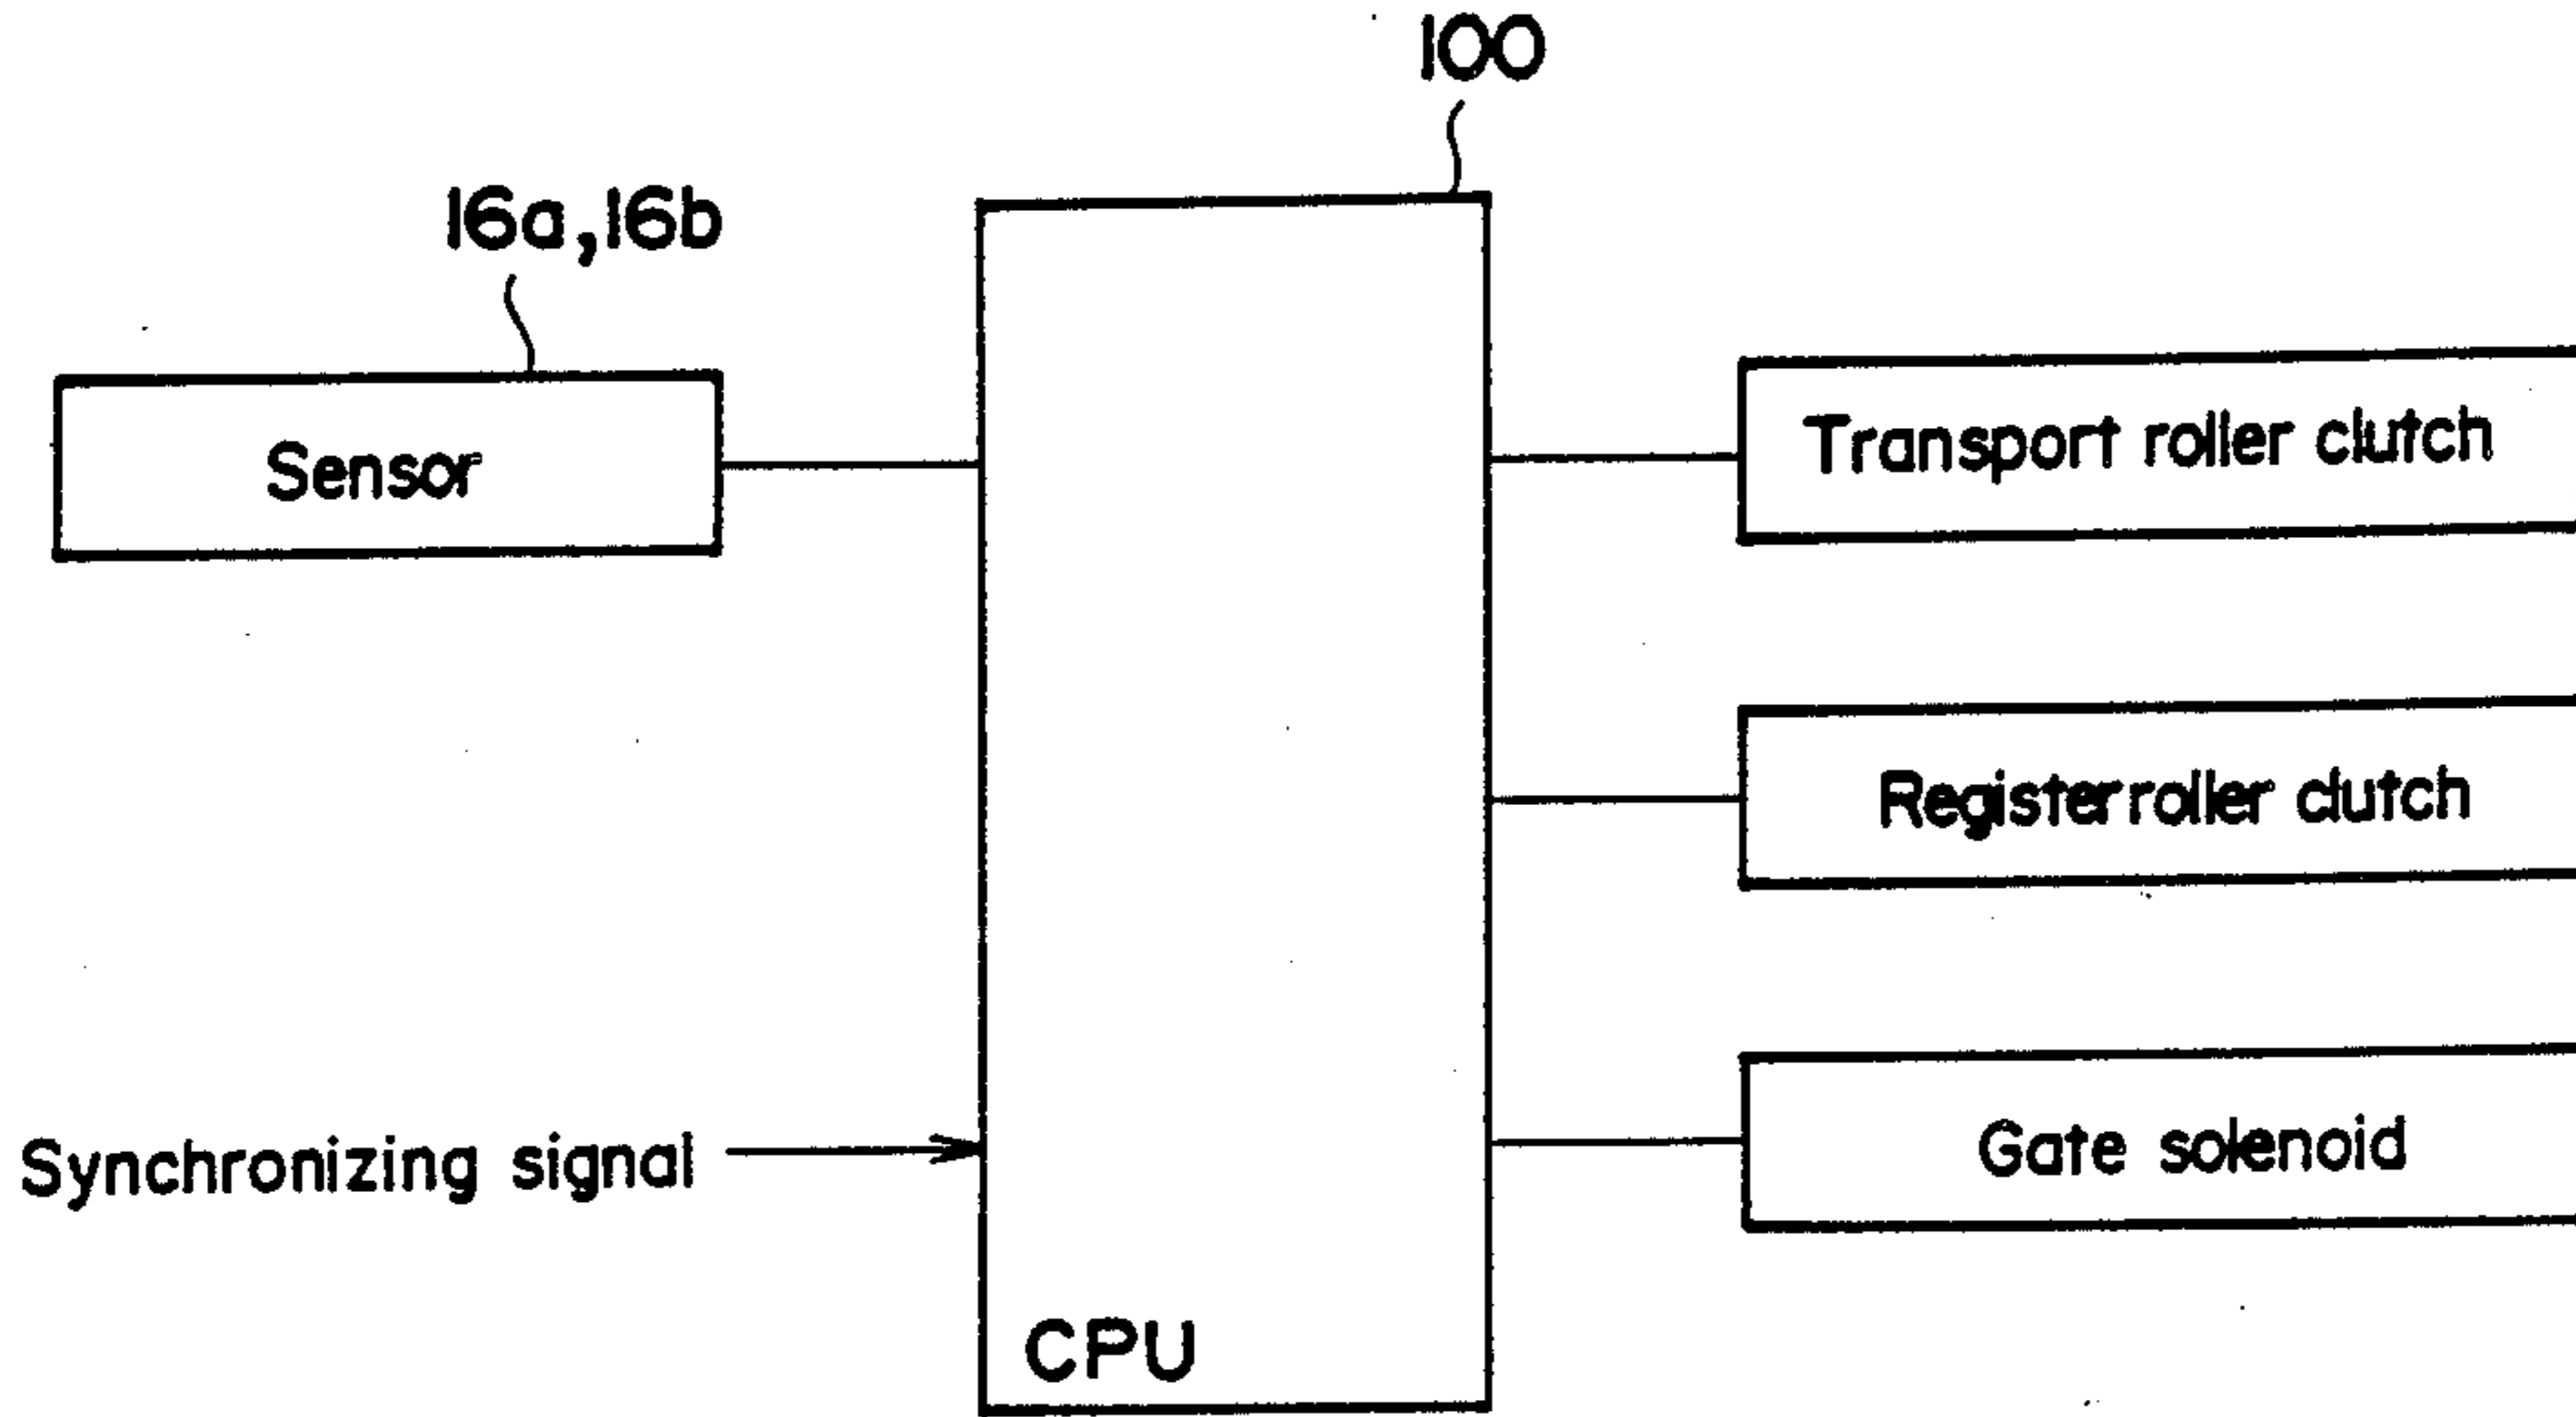 100
16a,16b
Sensor
Transport roller clutch
Register roller clutch
Synchronizing signal
Gate solenoid
CPU